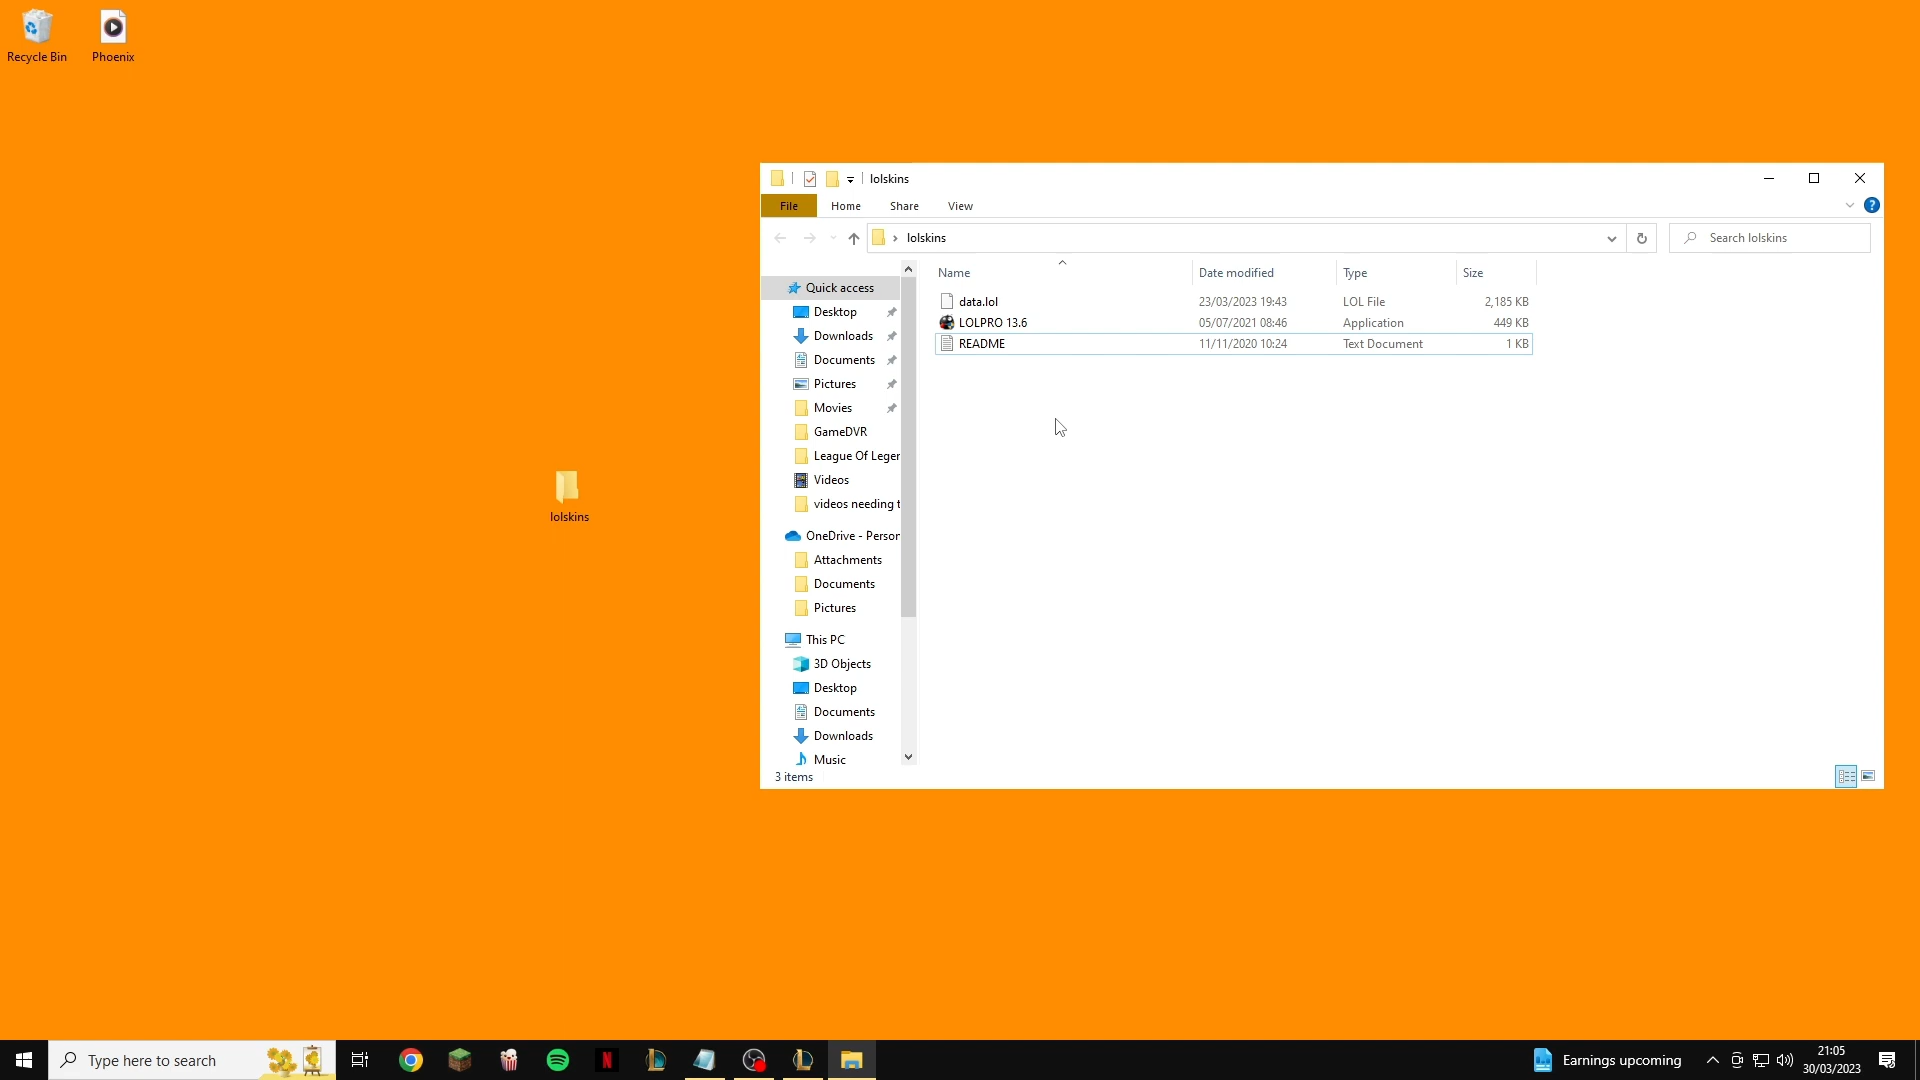 Recycle Bin
Phoenix
lolskins
lolskins
File
Home
Share
View
lolskins
Search lolskins
Name
Date modified
Type
Size
data.lol
23/03/2023 19:43
LOL File
2,185 KB
LOLPRO 13.6
05/07/2021 08:46
Application
449 KB
README
11/11/2020 10:24
Text Document
1 KB
Quick access
Desktop
Downloads
Documents
Pictures
Movies
GameDVR
League Of Leger
Videos
videos needing t
OneDrive - Person
Attachments
Documents
Pictures
This PC
3D Objects
Desktop
Documents
Downloads
Music
3 items
Type here to search
Earnings upcoming
21:05
30/03/2023